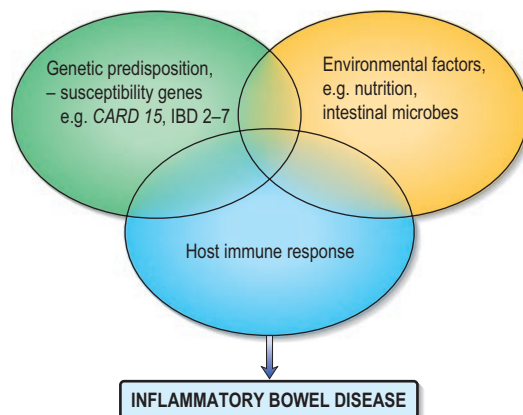 Genetic predisposition,
– susceptibility genes
e.g. CARD 15, IBD 2–7
Environmental factors,
e.g. nutrition,
intestinal microbes
Host immune response
INFLAMMATORY BOWEL DISEASE